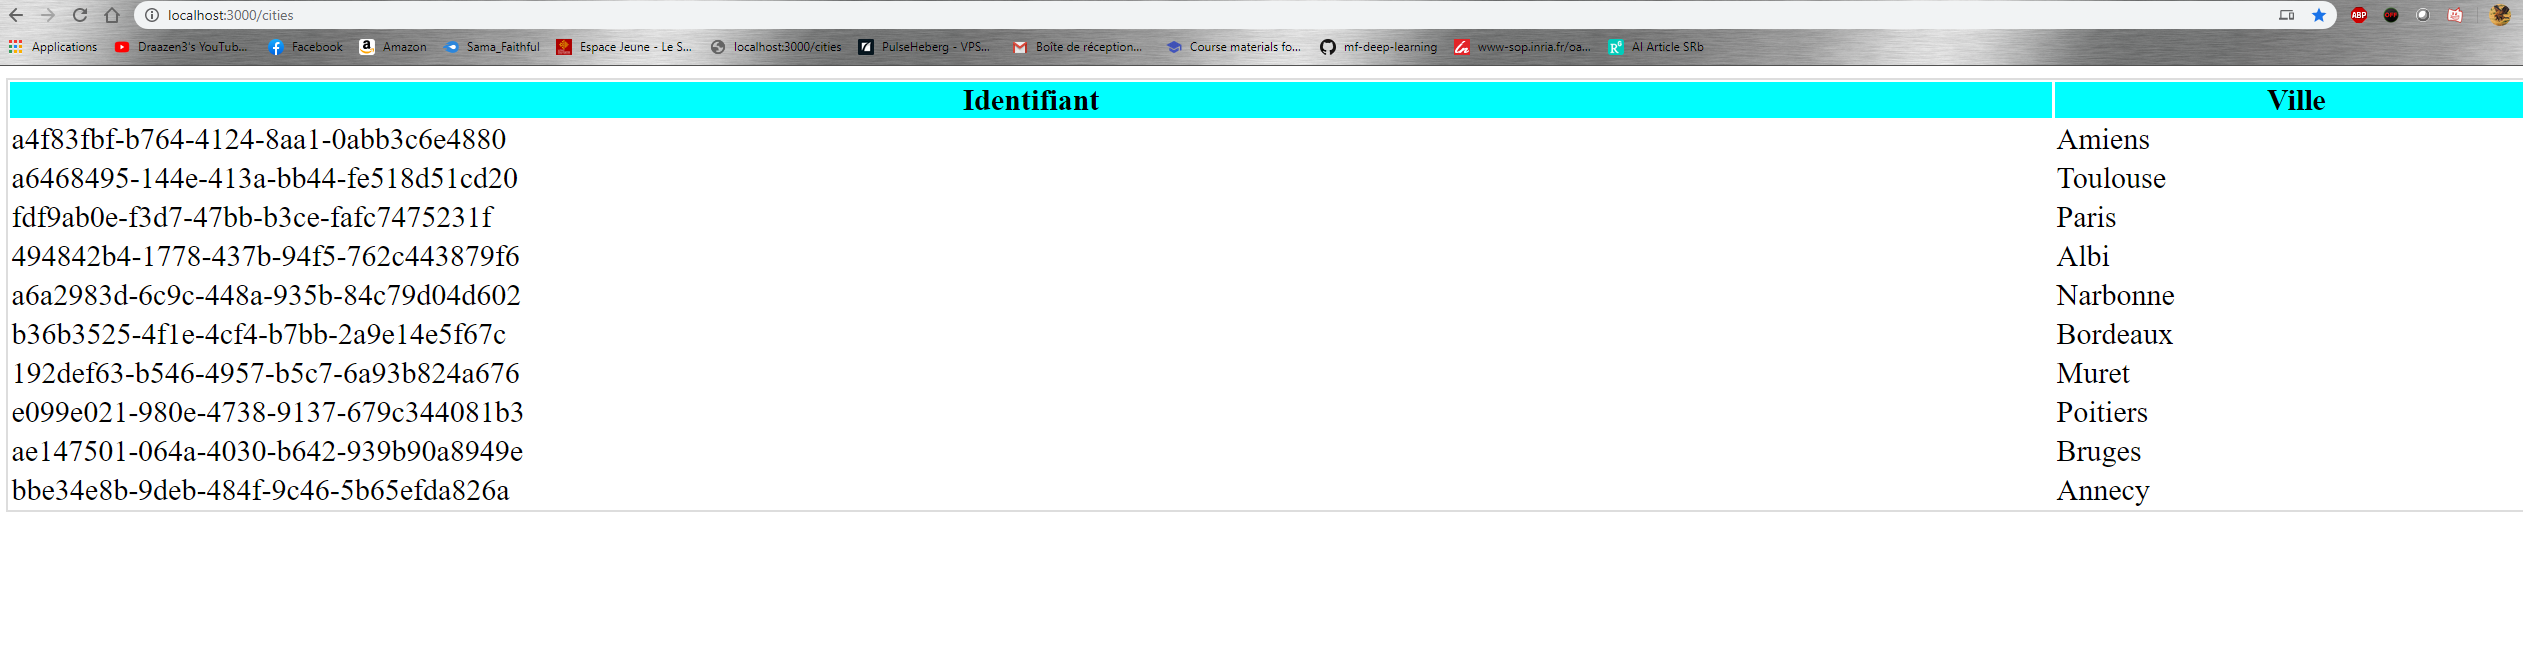 localhost:3000/cities
Applications Draazen3's YouTub... Facebook Amazon Sama_Faithful Espace Jeune - Le S... localhost:3000/cities PulseHeberg - VPS... Boîte de réception... Course materials fo... mf-deep-learning www-sop.inria.fr/oa... AI Article SRb
Identifiant Ville
a4f83fbf-b764-4124-8aa1-0abb3c6e4880 Amiens
a6468495-144e-413a-bb44-fe518d51cd20 Toulouse
fdf9ab0e-f3d7-47bb-b3ce-fafc7475231f Paris
494842b4-1778-437b-94f5-762c443879f6 Albi
a6a2983d-6c9c-448a-935b-84c79d04d602 Narbonne
b36b3525-4f1e-4cf4-b7bb-2a9e14e5f67c Bordeaux
192def63-b546-4957-b5c7-6a93b824a676 Muret
e099e021-980e-4738-9137-679c344081b3 Poitiers
ae147501-064a-4030-b642-939b90a8949e Bruges
bbe34e8b-9deb-484f-9c46-5b65efda826a Annecy